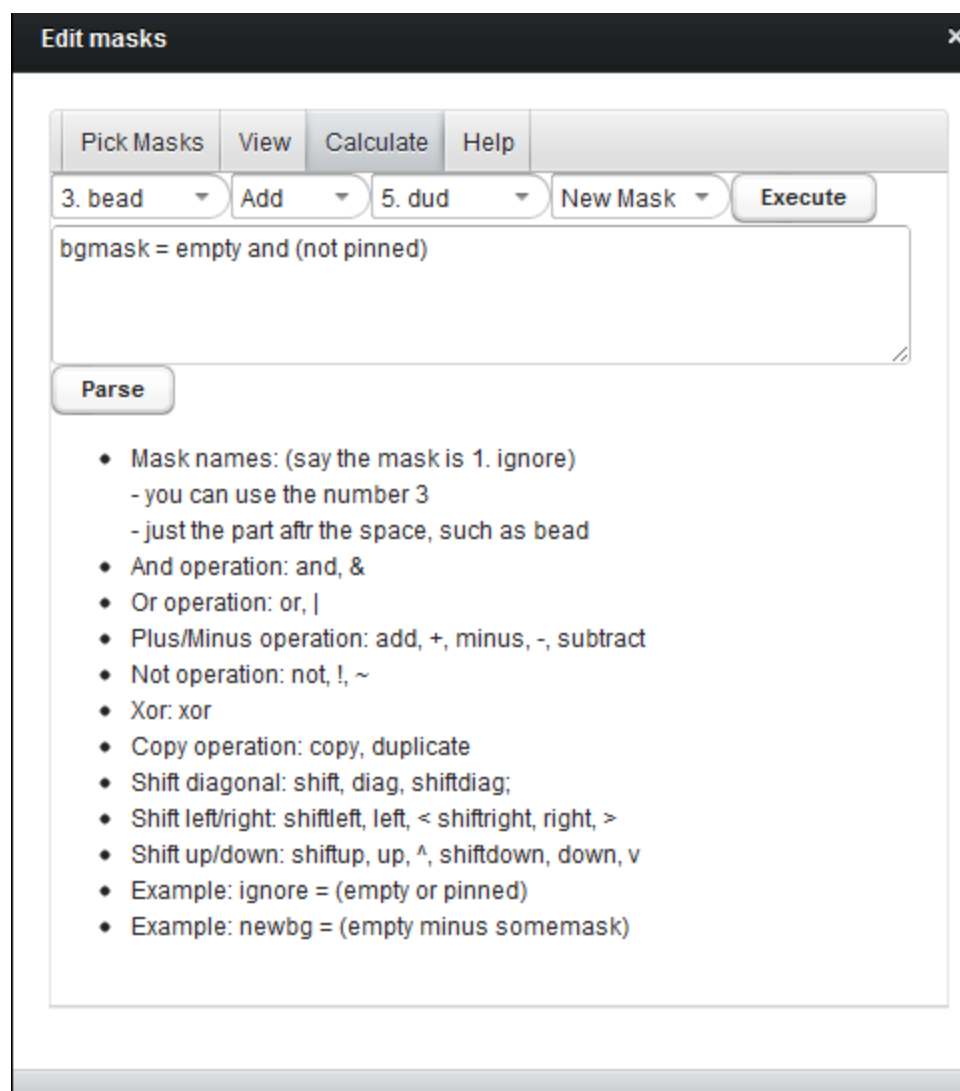 Edit masks
Pick Masks View Calculate Help
3. bead Add 5. dud New Mask Execute
bgmask = empty and (not pinned)
Parse
• Mask names: (say the mask is 1. ignore)
- you can use the number 3
- just the part aftr the space, such as bead
• And operation: and, &
• Or operation: or, |
• Plus/Minus operation: add, +, minus, -, subtract
• Not operation: not, !, ~
• Xor: xor
• Copy operation: copy, duplicate
• Shift diagonal: shift, diag, shiftdiag;
• Shift left/right: shiftleft, left, < shiftright, right, >
• Shift up/down: shiftup, up, ^, shiftdown, down, v
• Example: ignore = (empty or pinned)
• Example: newbg = (empty minus somemask)